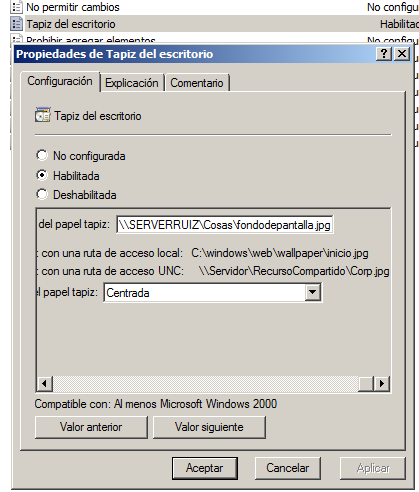 No permitir cambios No configu
Tapiz del escritorio Habilitad
Prohibir agregar elementos No configu
Propiedades de Tapiz del escritorio
Configuración Explicación Comentario
Tapiz del escritorio
No configurada
Habilitada
Deshabilitada
del papel tapiz: \\SERVERRUIZ\Cosas\fondodepantalla.jpg
: con una ruta de acceso local: C:\windows\web\wallpaper\inicio.jpg
: con una ruta de acceso UNC: \\Servidor\RecursoCompartido\Corp.jpg
el papel tapiz: Centrada
Compatible con: Al menos Microsoft Windows 2000
Valor anterior Valor siguiente
Aceptar Cancelar Aplicar